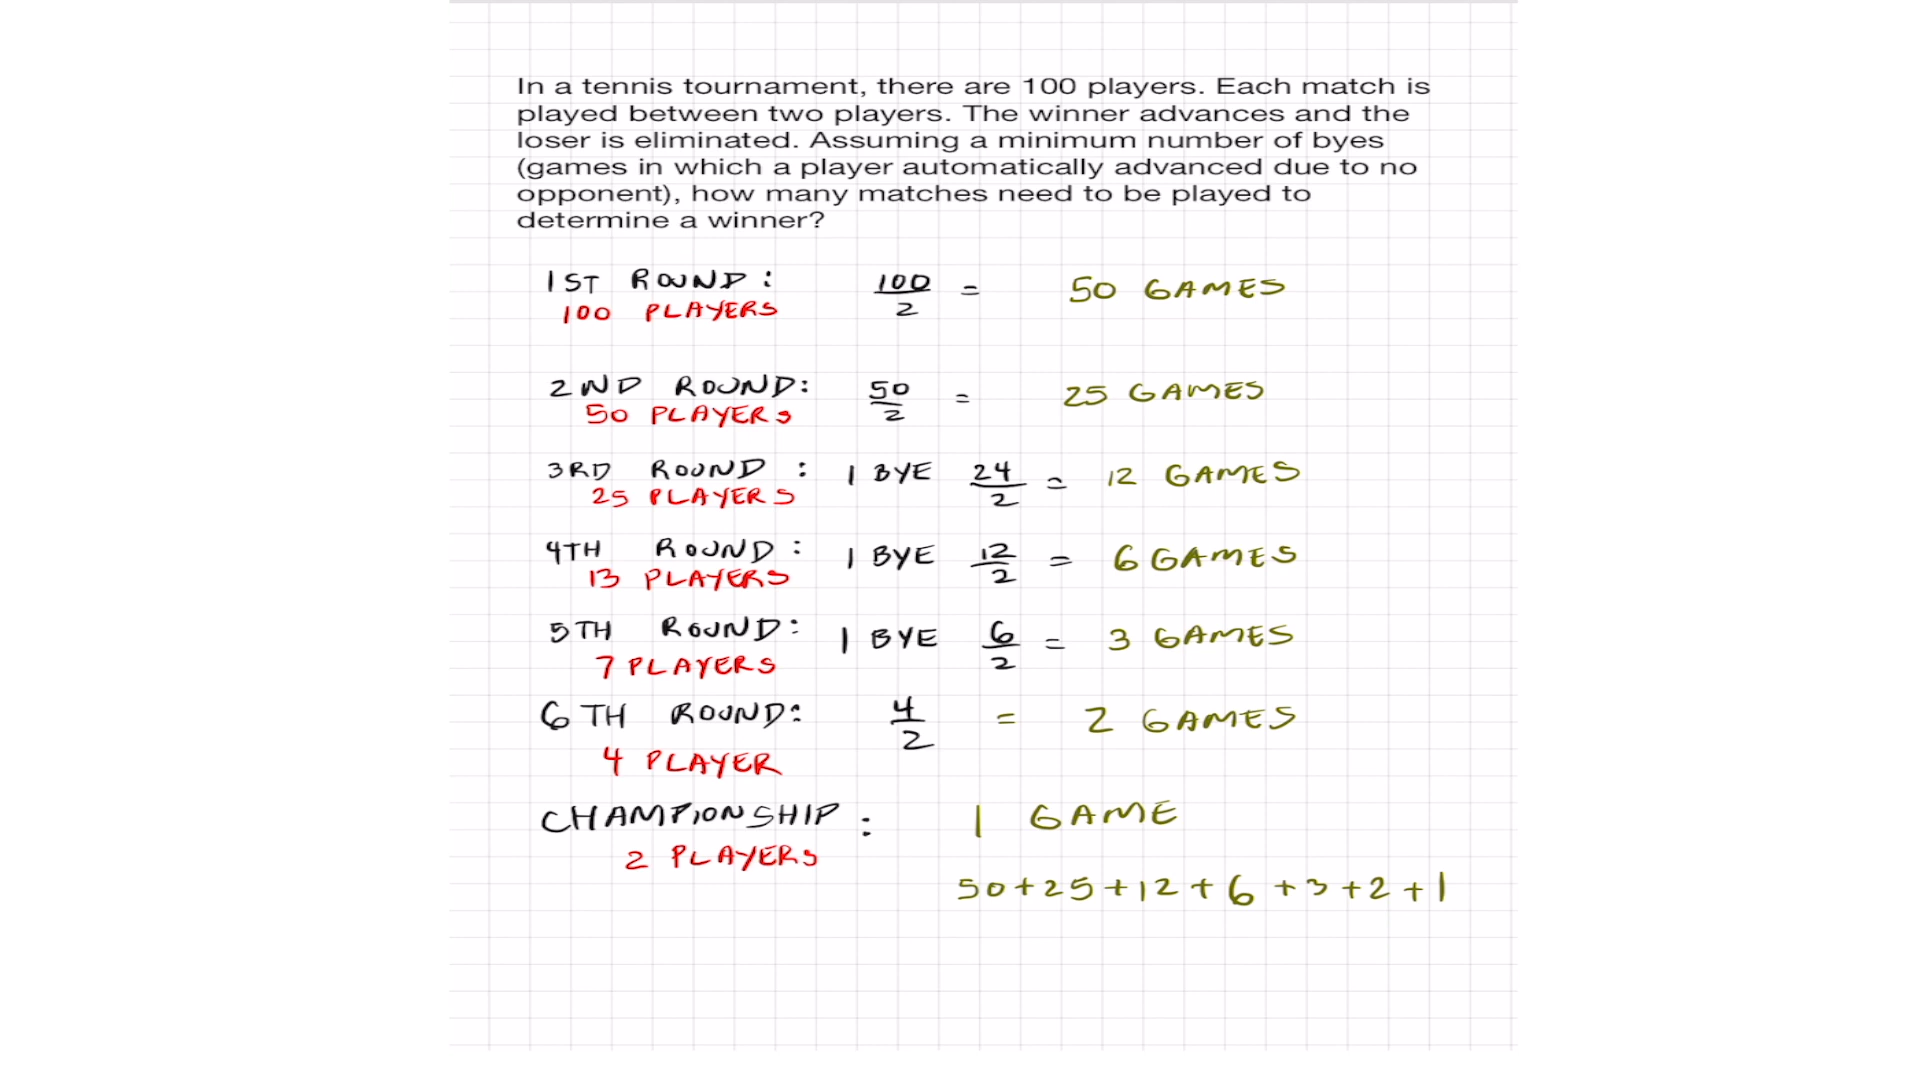 In a tennis tournament, there are 100 players. Each match is
played between two players. The winner advances and the
loser is eliminated. Assuming a minimum number of byes
(games in which a player automatically advanced due to no
opponent), how many matches need to be played to
determine a winner?
1ST ROUND: 100/2 = 50 GAMES
100 PLAYERS
2ND ROUND: 50/2 = 25 GAMES
50 PLAYERS
3RD ROUND: 1 BYE 24/2 = 12 GAMES
25 PLAYERS
4TH ROUND: 1 BYE 12/2 = 6 GAMES
13 PLAYERS
5TH ROUND: 1 BYE 6/2 = 3 GAMES
7 PLAYERS
6TH ROUND: 4/2 = 2 GAMES
4 PLAYER
CHAMPIONSHIP: 1 GAME
2 PLAYERS
50+25+12+6+3+2+1